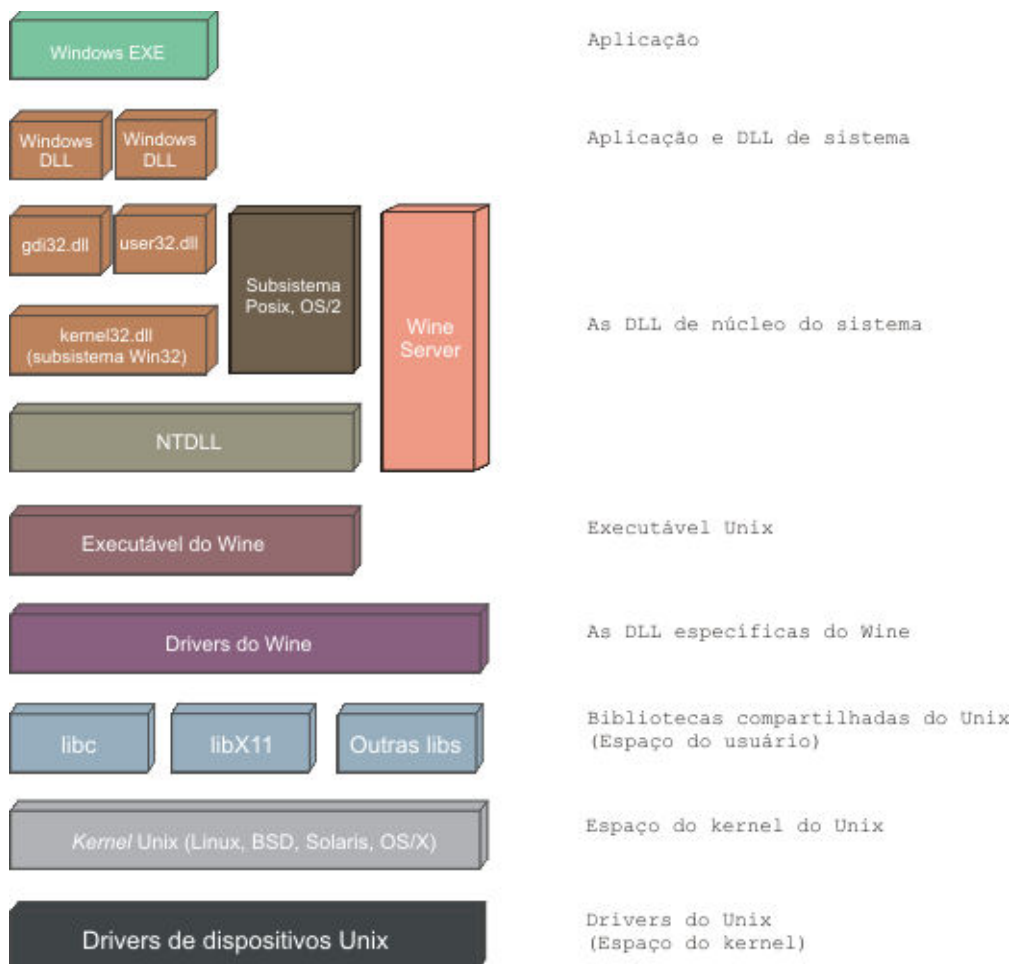 Windows EXE
Aplicação
Windows
DLL
Windows
DLL
Aplicação e DLL de sistema
gdi32.dll
user32.dll
Subsistema
Posix, OS/2
Wine
Server
kernel32.dll
(subsistema Win32)
As DLL de núcleo do sistema
NTDLL
Executável do Wine
Executável Unix
Drivers do Wine
As DLL específicas do Wine
libc
libX11
Outras libs
Bibliotecas compartilhadas do Unix
(Espaço do usuário)
Kernel Unix (Linux, BSD, Solaris, OS/X)
Espaço do kernel do Unix
Drivers de dispositivos Unix
Drivers do Unix
(Espaço do kernel)